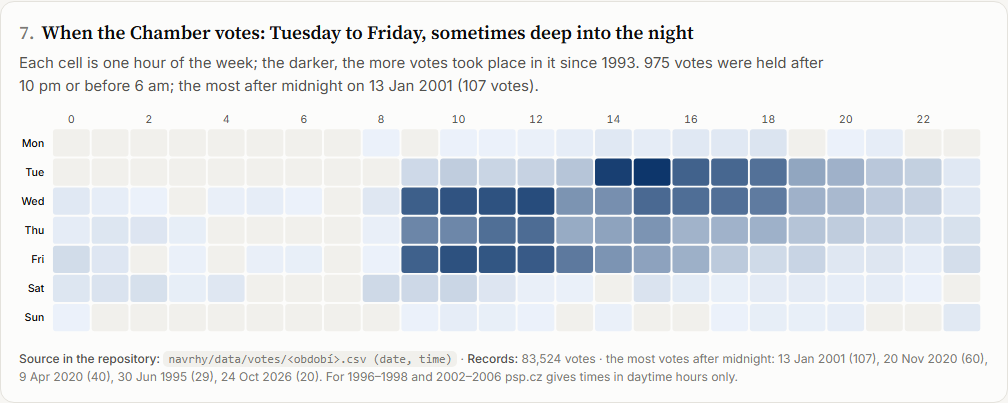 7. When the Chamber votes: Tuesday to Friday, sometimes deep into the night
Each cell is one hour of the week; the darker, the more votes took place in it since 1993. 975 votes were held after
10 pm or before 6 am; the most after midnight on 13 Jan 2001 (107 votes).
0 2 4 6 8 10 12 14 16 18 20 22
Mon
Tue
Wed
Thu
Fri
Sat
Sun
Source in the repository: navrhy/data/votes/<období>.csv (date, time) · Records: 83,524 votes · the most votes after midnight: 13 Jan 2001 (107), 20 Nov 2020 (60),
9 Apr 2020 (40), 30 Jun 1995 (29), 24 Oct 2026 (20). For 1996–1998 and 2002–2006 psp.cz gives times in daytime hours only.